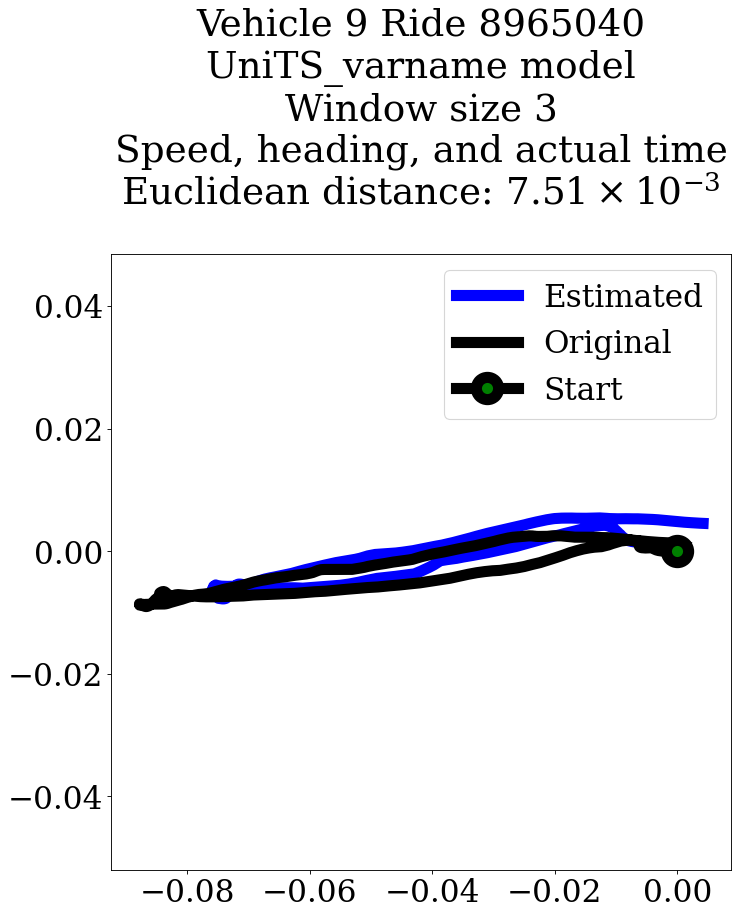 Vehicle 9 Ride 8965040
UniTS_varname model
Window size 3
Speed, heading, and actual time
Euclidean distance: 7.51 × 10⁻³
Estimated
Original
Start
0.04
0.02
0.00
−0.02
−0.04
−0.08 −0.06 −0.04 −0.02 0.00